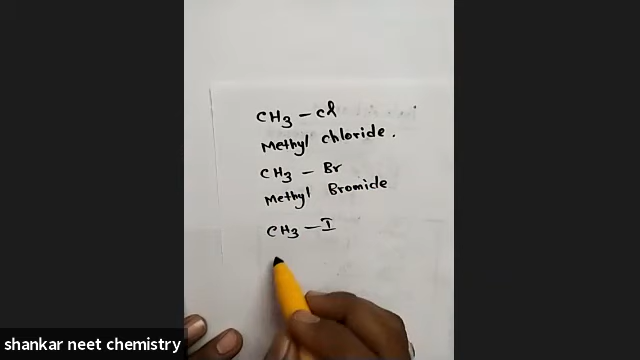 CH3 - Cl
Methyl chloride.
CH3 - Br
Methyl Bromide
CH3 - I
shankar neet chemistry